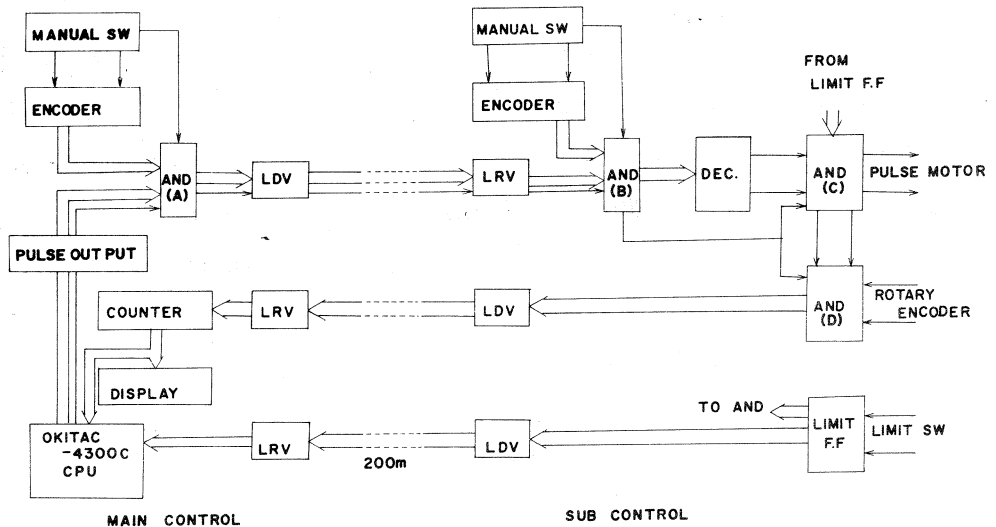 MANUAL SW
ENCODER
AND
(A)
LDV
LRV
MANUAL SW
ENCODER
AND
(B)
DEC.
FROM
LIMIT F.F
AND
(C)
PULSE MOTOR
PULSE OUT PUT
COUNTER
LRV
LDV
AND
(D)
ROTARY
ENCODER
DISPLAY
OKITAC
-4300C
CPU
LRV
200m
LDV
TO AND
LIMIT
F.F
LIMIT SW
MAIN CONTROL
SUB CONTROL